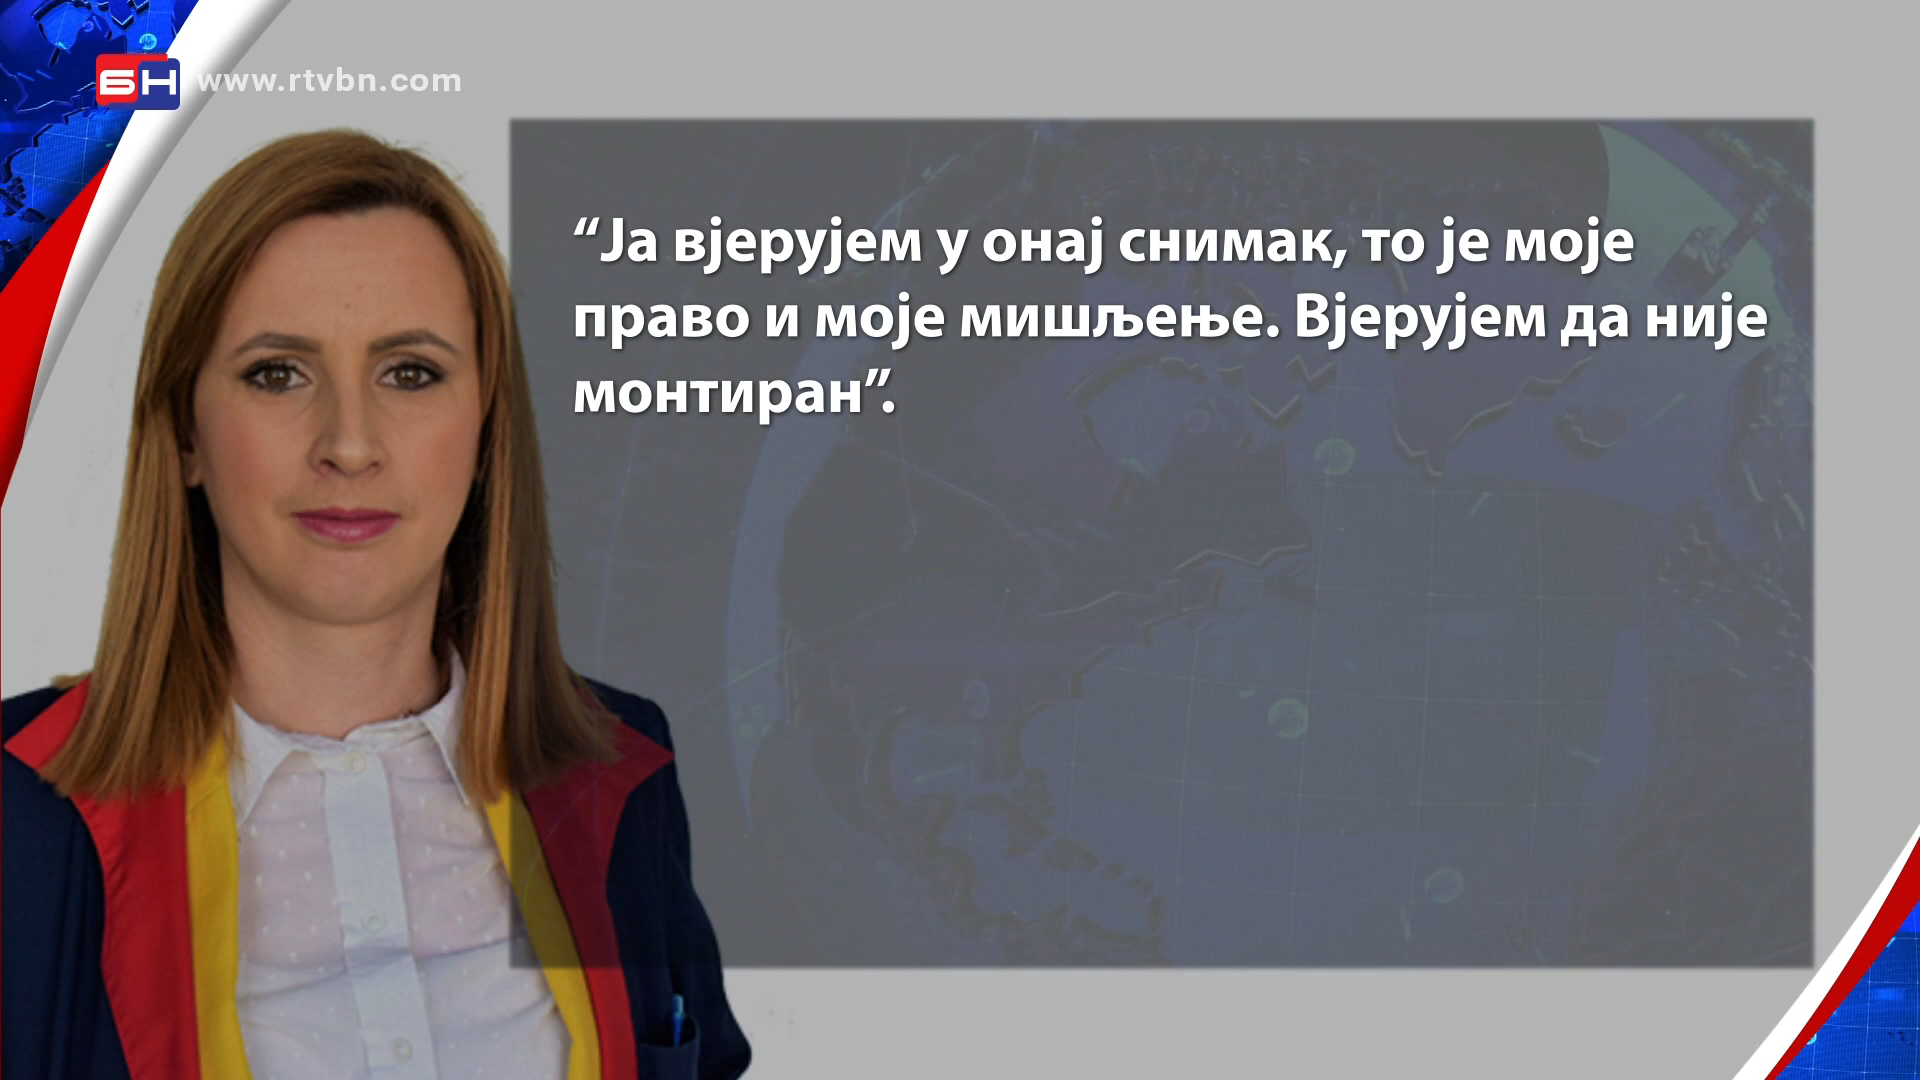 БН www.rtvbn.com
“Ја вјерујем у онај снимак, то је моје
право и моје мишљење. Вјерујем да није
монтиран”.